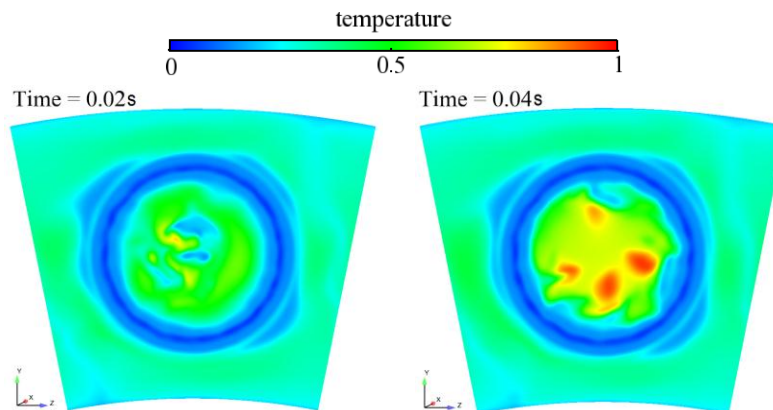 temperature
0 0.5 1
Time = 0.02s
Time = 0.04s
Y
X
Z
Y
X
Z